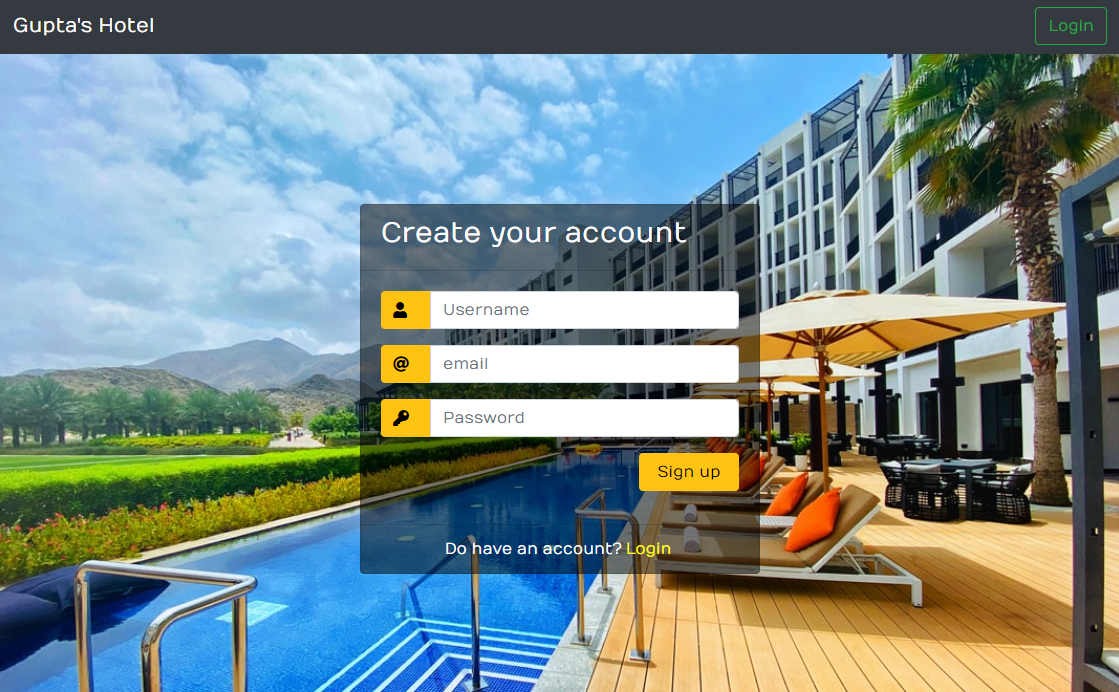 Gupta's Hotel
Login
Create your account
Username
@ email
Password
Sign up
Do have an account? Login